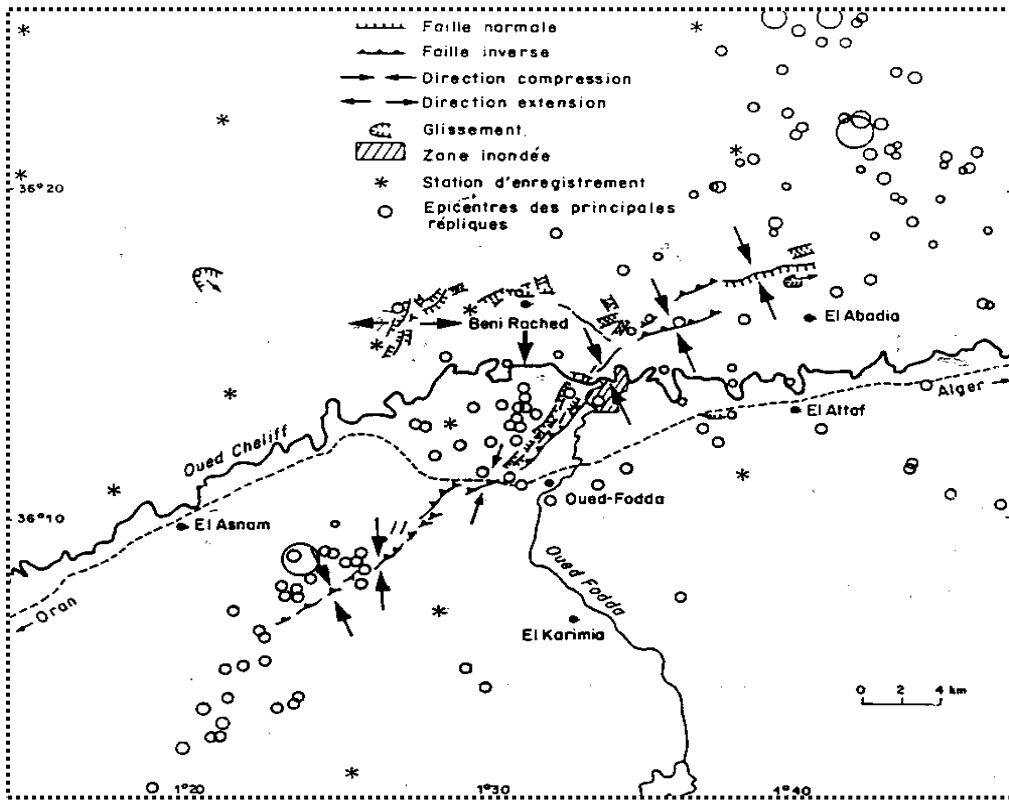 Faille normale
Faille inverse
Direction compression
Direction extension
Glissement
Zone inondée
Station d'enregistrement
Epicentres des principales
répliques
36°20
Beni Rached
El Abadia
Alger
El Attaf
Oued Cheliff
Oued-Fodda
36°10
El Asnam
Oued Fodda
Oran
El Karimia
0 2 4 km
1°20
1°30
1°40